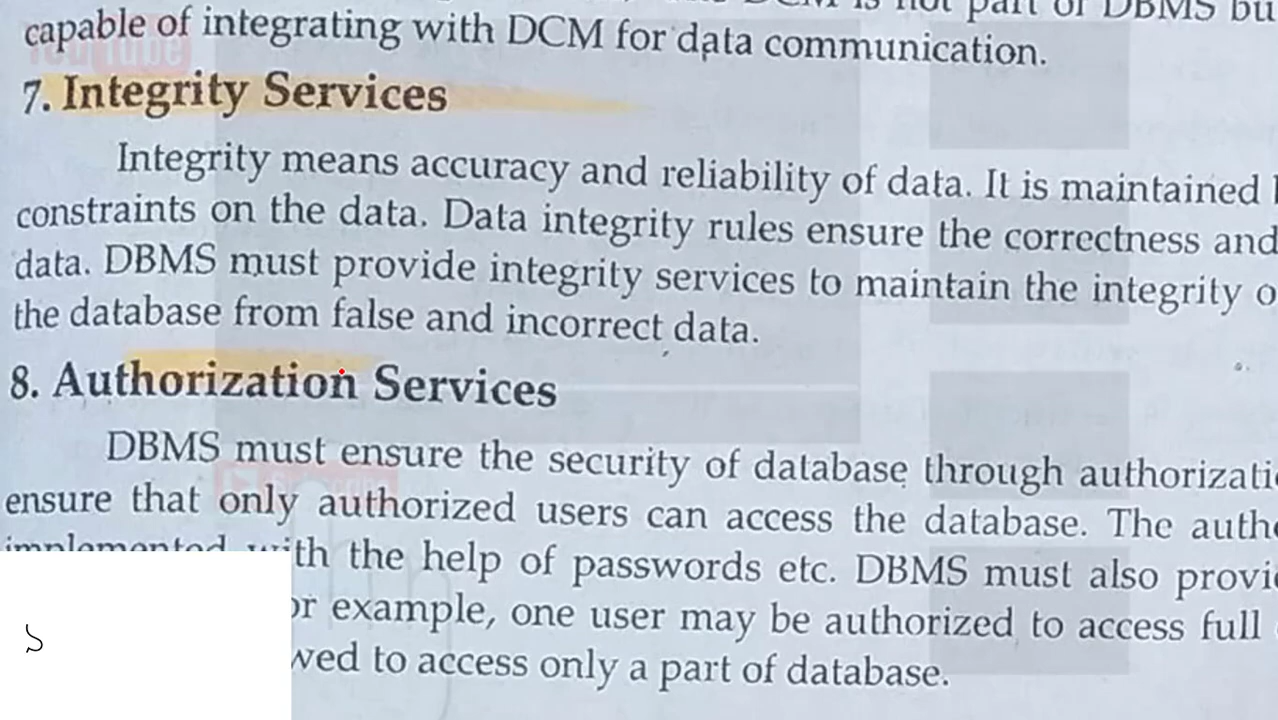 capable of integrating with DCM for data communication.
7. Integrity Services
Integrity means accuracy and reliability of data. It is maintained
constraints on the data. Data integrity rules ensure the correctness and
data. DBMS must provide integrity services to maintain the integrity
the database from false and incorrect data.
8. Authorization Services
DBMS must ensure the security of database through
ensure that only authorized users can access the database. The
with the help of passwords etc. DBMS must also
example, one user may be authorized to access full
to access only a part of database.